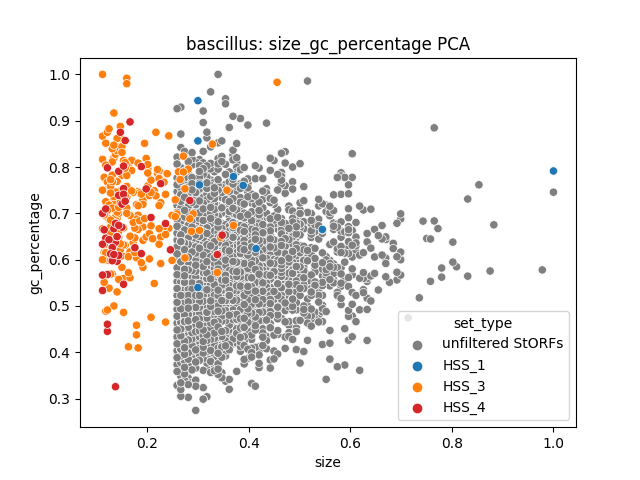 bascillus: size_gc_percentage PCA
1.0
0.9
0.8
0.7
0.6
0.5
0.4
0.3
gc_percentage
0.2
0.4
0.6
0.8
1.0
size
set_type
unfiltered StORFs
HSS_1
HSS_3
HSS_4